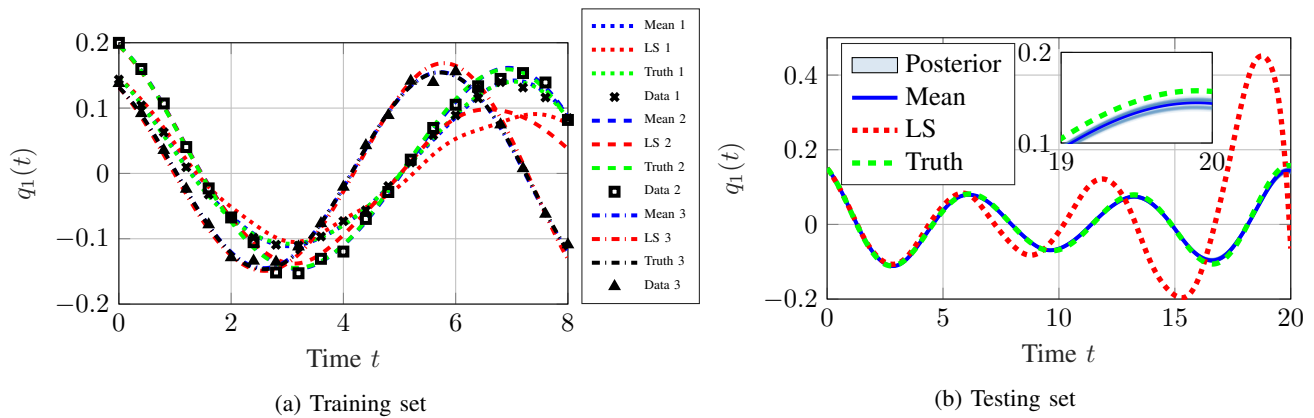 0.2
0.1
0
−0.1
−0.2
0
2
4
6
8
q₁(t)
Time t
Mean 1
LS 1
Truth 1
Data 1
Mean 2
LS 2
Truth 2
Data 2
Mean 3
LS 3
Truth 3
Data 3
(a) Training set
0.4
0.2
0
−0.2
0
5
10
15
20
q₁(t)
Time t
Posterior
Mean
LS
Truth
0.2
0.1
19
20
(b) Testing set